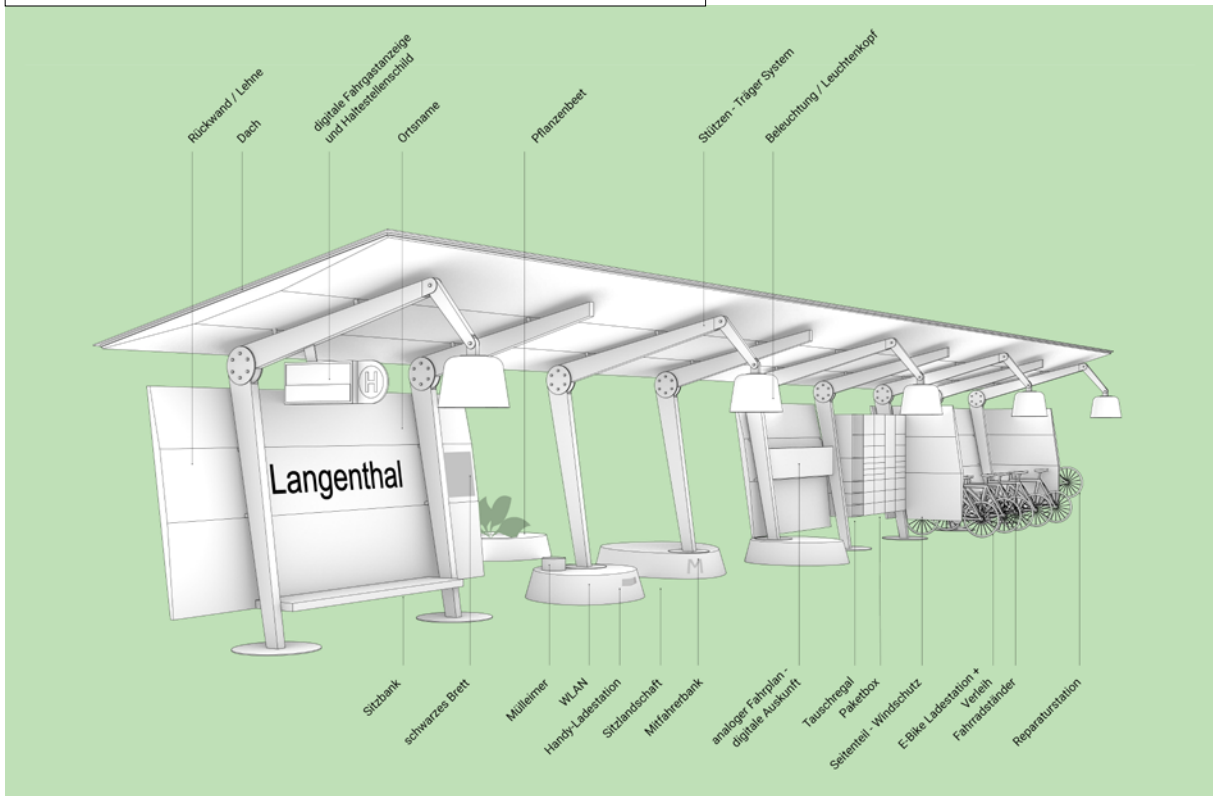 Rückwand / Lehne
Dach
digitale Fahrgastanzeige
und Haltestellenschild
Ortsname
Pflanzenbeet
Stützen - Träger System
Beleuchtung / Leuchtenkopf
H
Langenthal
M
Sitzbank
schwarzes Brett
Mülleimer
WLAN
Handy-Ladestation
Sitzlandschaft
Mitfahrerbank
analoger Fahrplan -
digitale Auskunft
Tauschregal
Paketbox
Seitenteil - Windschutz
E-Bike Ladestation +
Verleih
Fahrradständer
Reparaturstation